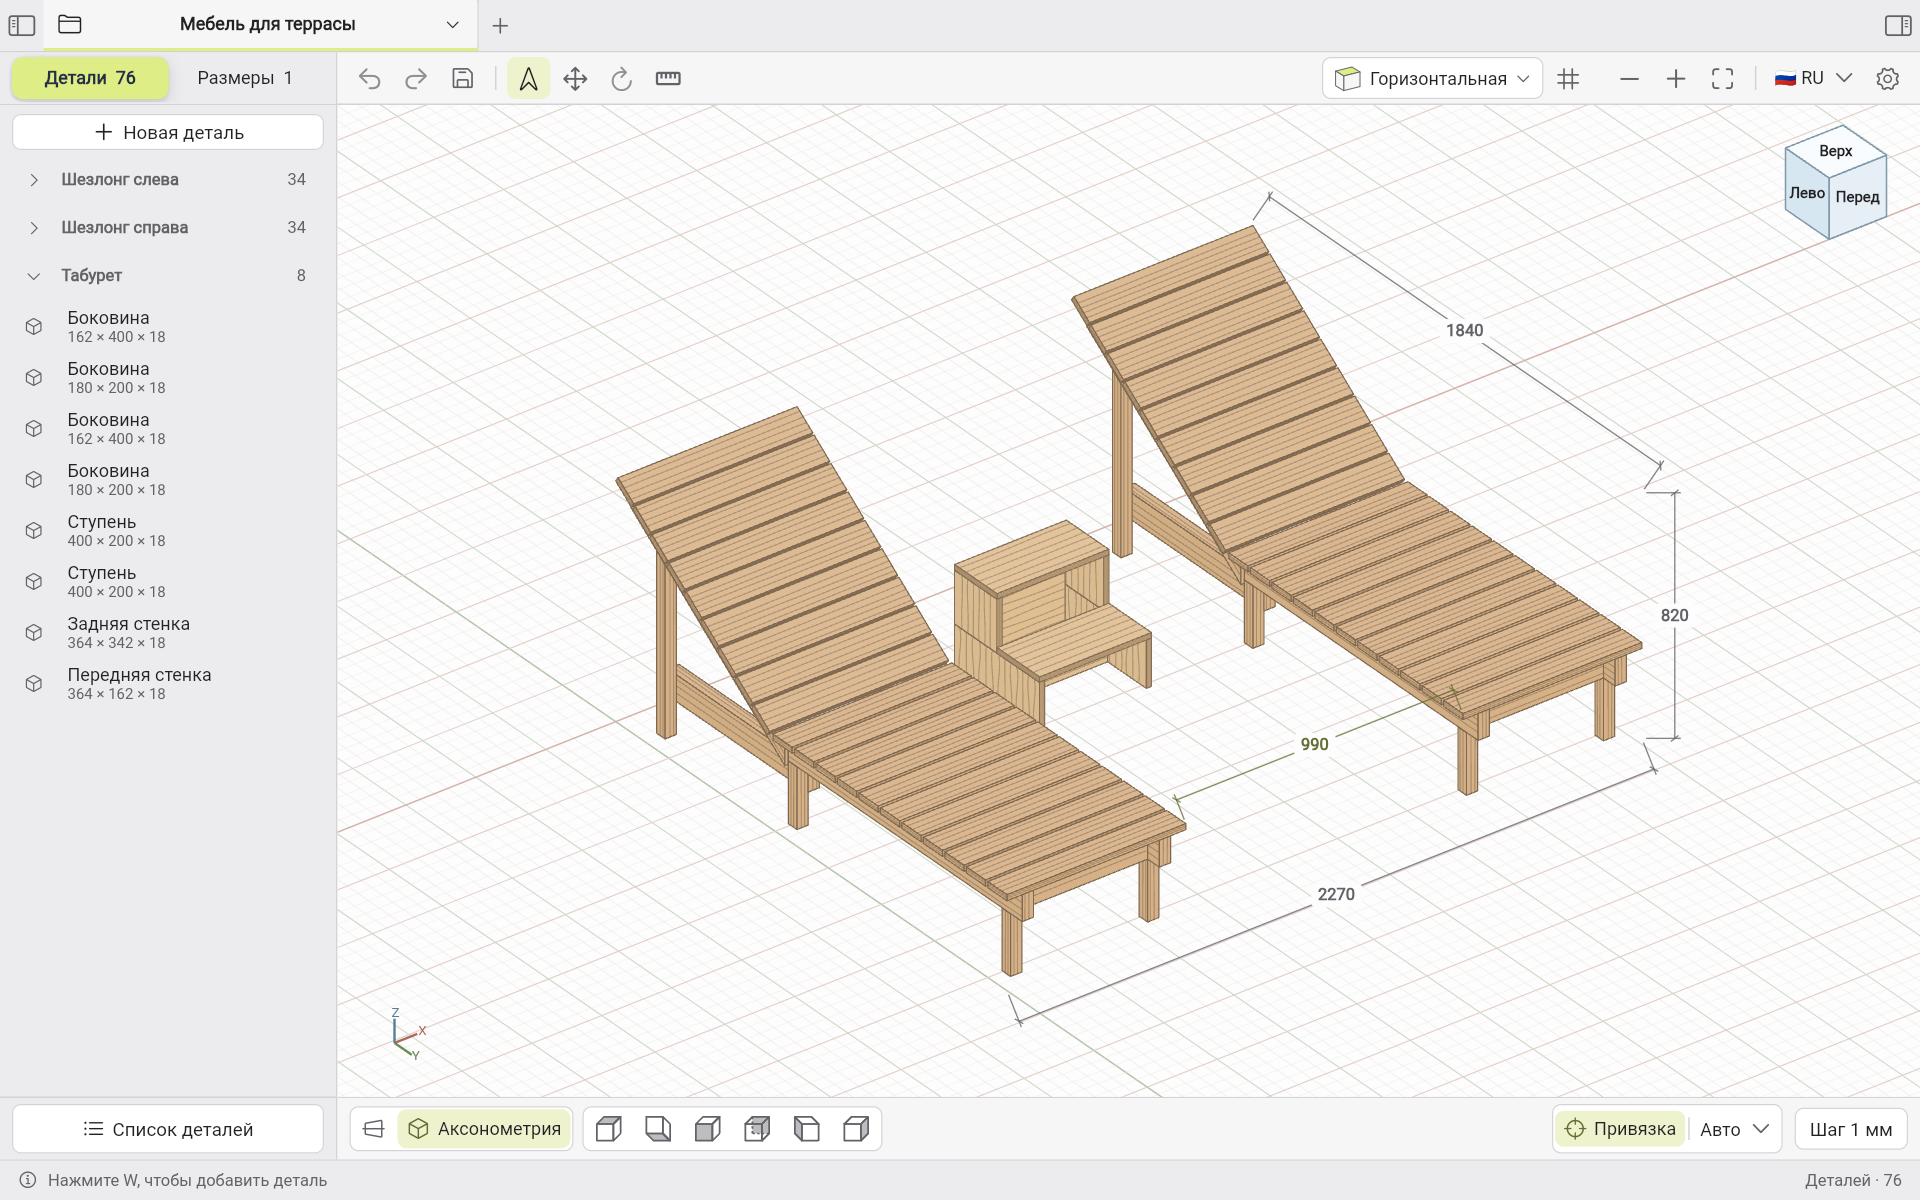 Мебель для террасы
Детали 76
Размеры 1
Горизонтальная
RU
Новая деталь
Шезлонг слева 34
Шезлонг справа 34
Табурет 8
Боковина
162 × 400 × 18
Боковина
180 × 200 × 18
Боковина
162 × 400 × 18
Боковина
180 × 200 × 18
Ступень
400 × 200 × 18
Ступень
400 × 200 × 18
Задняя стенка
364 × 342 × 18
Передняя стенка
364 × 162 × 18
Верх
Лево
Перед
1840
820
990
2270
Z
X
Y
Список деталей
Аксонометрия
Привязка
Авто
Шаг 1 мм
Нажмите W, чтобы добавить деталь
Деталей · 76